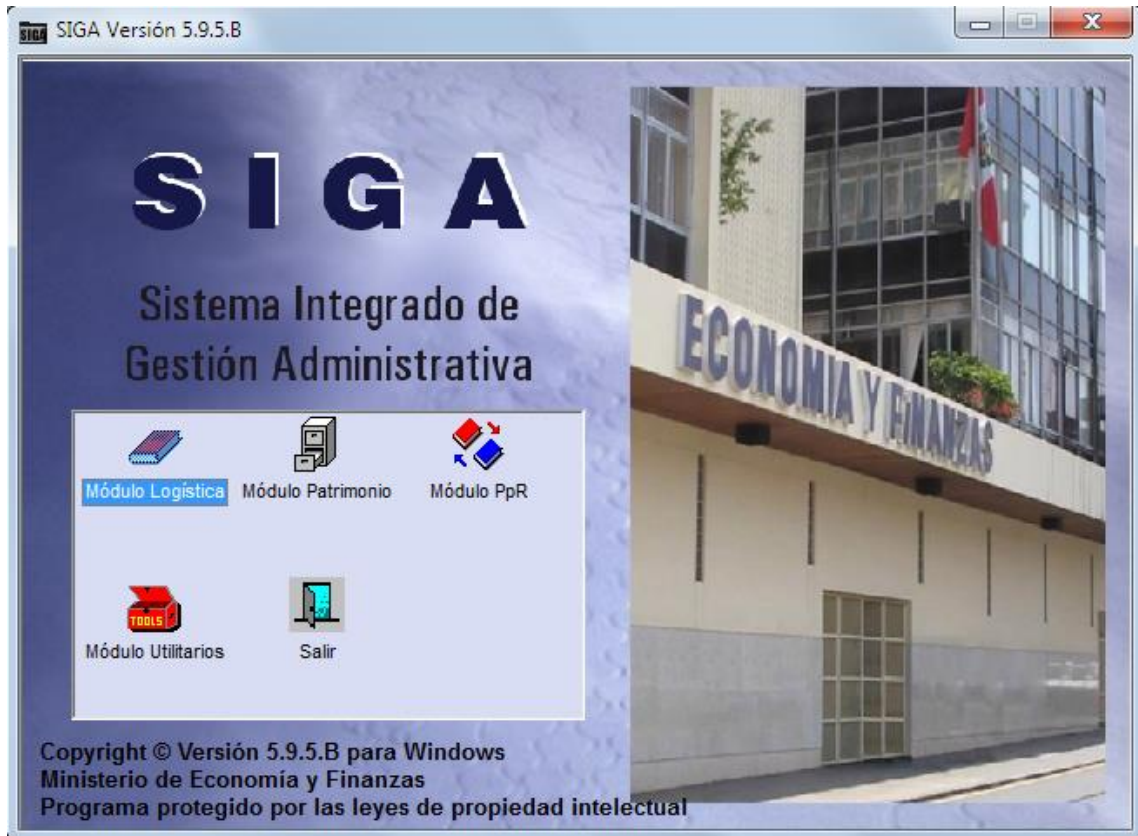 SIGA Versión 5.9.5.B
S I G A
Sistema Integrado de
Gestión Administrativa
ECONOMIA Y FINANZAS
Módulo Logística
Módulo Patrimonio
Módulo PpR
TOOLS
Módulo Utilitarios
Salir
Copyright © Versión 5.9.5.B para Windows
Ministerio de Economía y Finanzas
Programa protegido por las leyes de propiedad intelectual